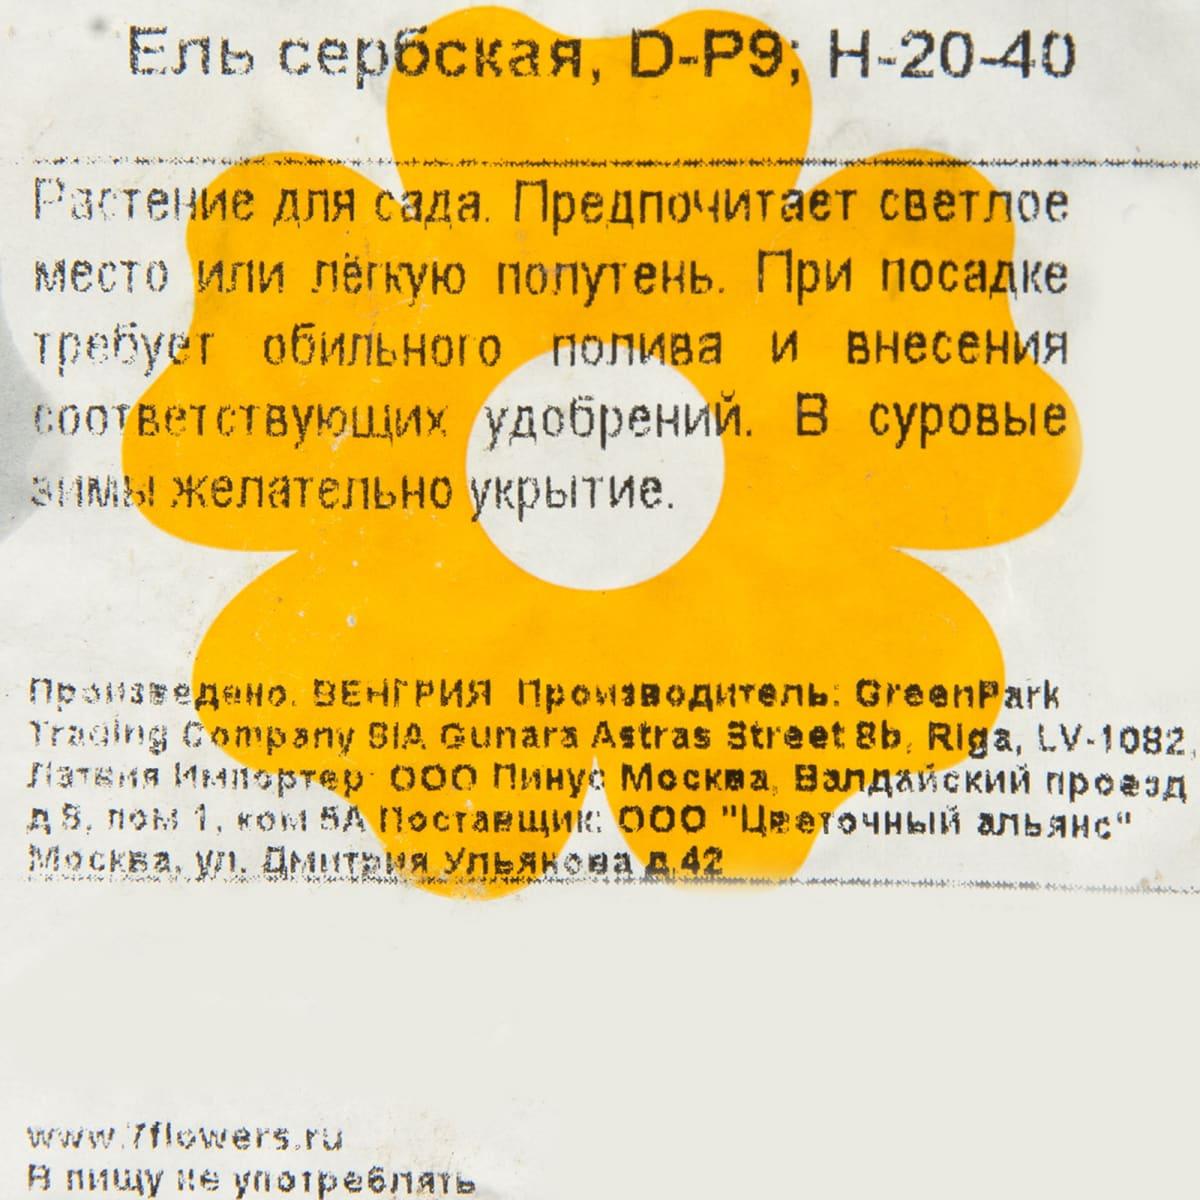 Ель сербская, D-P9; H-20-40
Растение для сада. Предпочитает светлое
место или лёгкую полутень. При посадке
требует обильного полива и внесения
соответствующих удобрений. В суровые
зимы желательно укрытие.
Произведено: ВЕНГРИЯ Производитель: GreenPark
Trading Company SIA Gunara Astras Street 8b, Riga, LV-1082,
Латвия Импортер: ООО Пинус Москва, Валдайский проезд
д 8, пом 1, ком 5А Поставщик: ООО "Цветочный альянс"
Москва, ул. Дмитрия Ульянова д.42
www.7flowers.ru
В пищу не употреблять